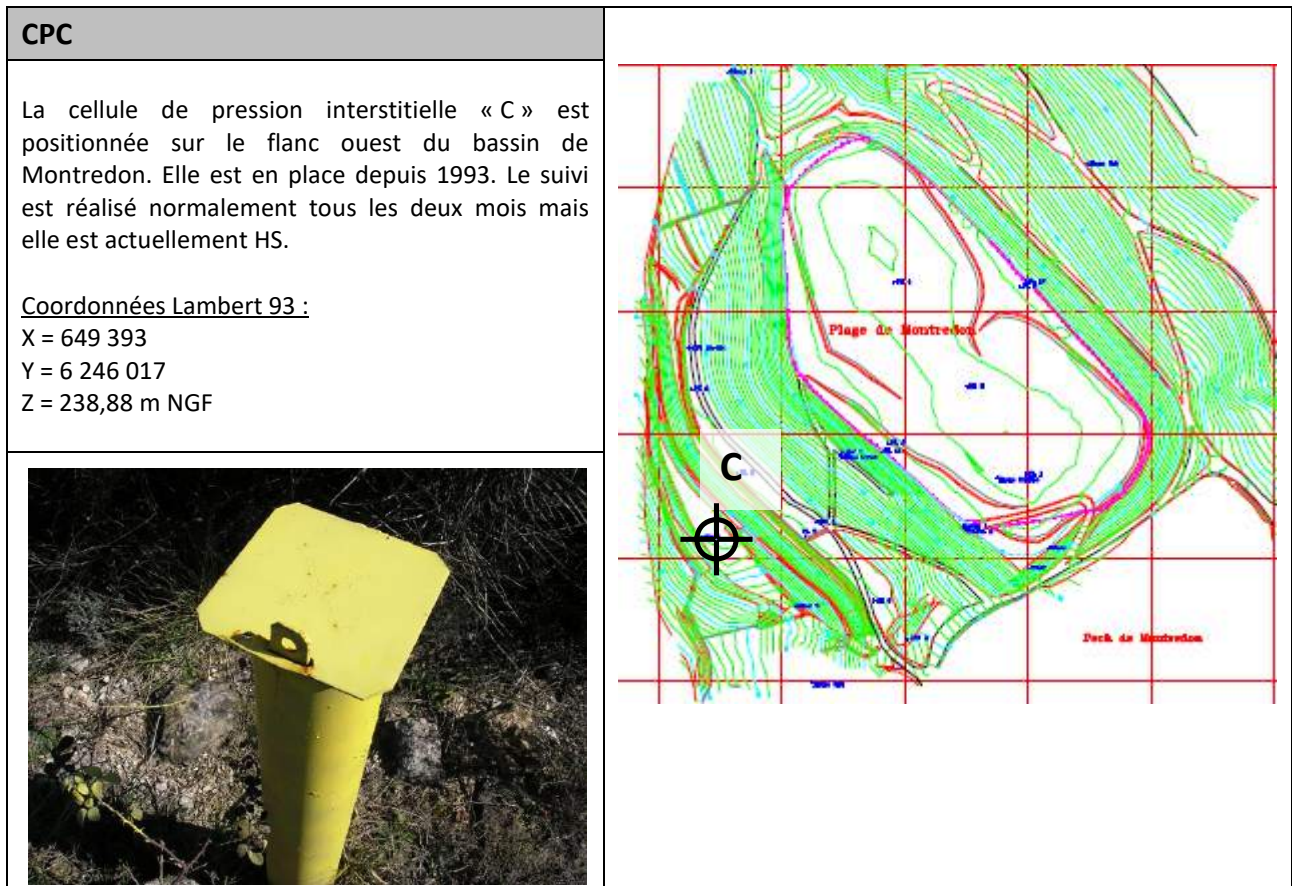 CPC
La cellule de pression interstitielle « C » est
positionnée sur le flanc ouest du bassin de
Montredon. Elle est en place depuis 1993. Le suivi
est réalisé normalement tous les deux mois mais
elle est actuellement HS.
Coordonnées Lambert 93 :
X = 649 393
Y = 6 246 017
Z = 238,88 m NGF
Plage de Montredon
C
Pech de Montredon